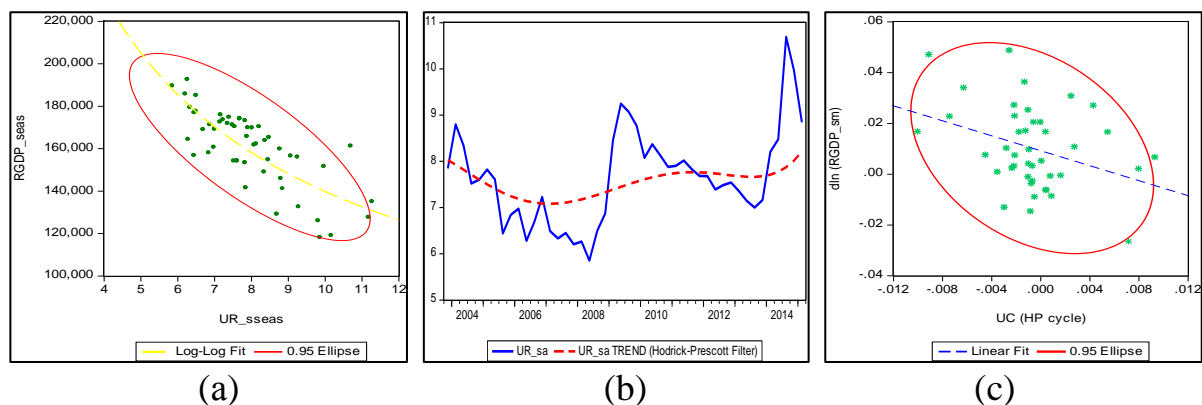 220,000
200,000
180,000
160,000
140,000
120,000
100,000
RGDP_seas
4 5 6 7 8 9 10 11 12
UR_sseas
Log-Log Fit 0.95 Ellipse
(a)
11
10
9
8
7
6
5
2004 2006 2008 2010 2012 2014
UR_sa UR_sa TREND (Hodrick-Prescott Filter)
(b)
.06
.04
.02
.00
-.02
-.04
dln (RGDP_sm)
-.012 -.008 -.004 .000 .004 .008 .012
UC (HP cycle)
Linear Fit 0.95 Ellipse
(c)